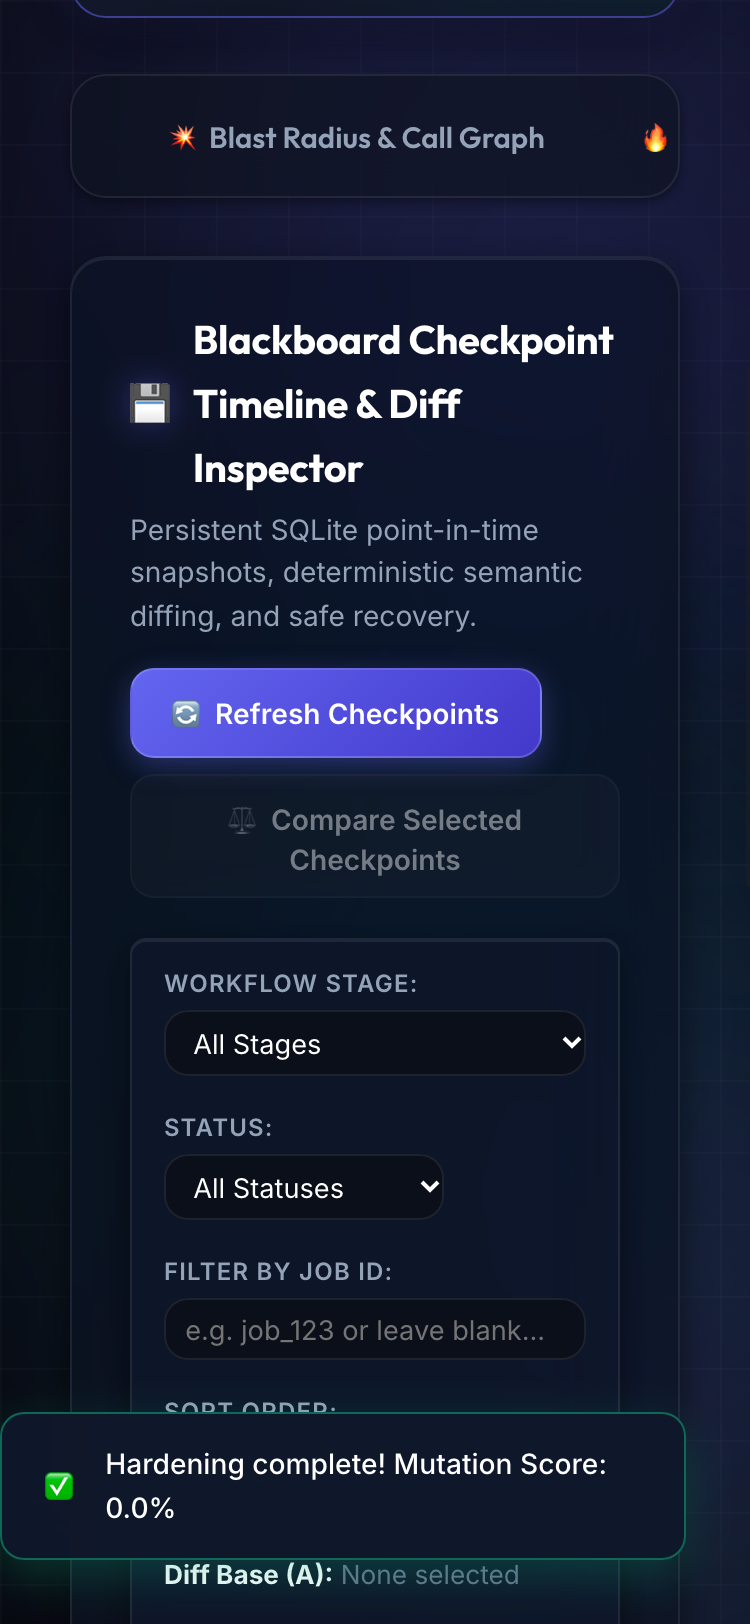 💥 Blast Radius & Call Graph 🔥
Blackboard Checkpoint
Timeline & Diff
Inspector
Persistent SQLite point-in-time
snapshots, deterministic semantic
diffing, and safe recovery.
Refresh Checkpoints
Compare Selected
Checkpoints
WORKFLOW STAGE:
All Stages
STATUS:
All Statuses
FILTER BY JOB ID:
e.g. job_123 or leave blank...
SORT ORDER:
Hardening complete! Mutation Score:
0.0%
Diff Base (A): None selected